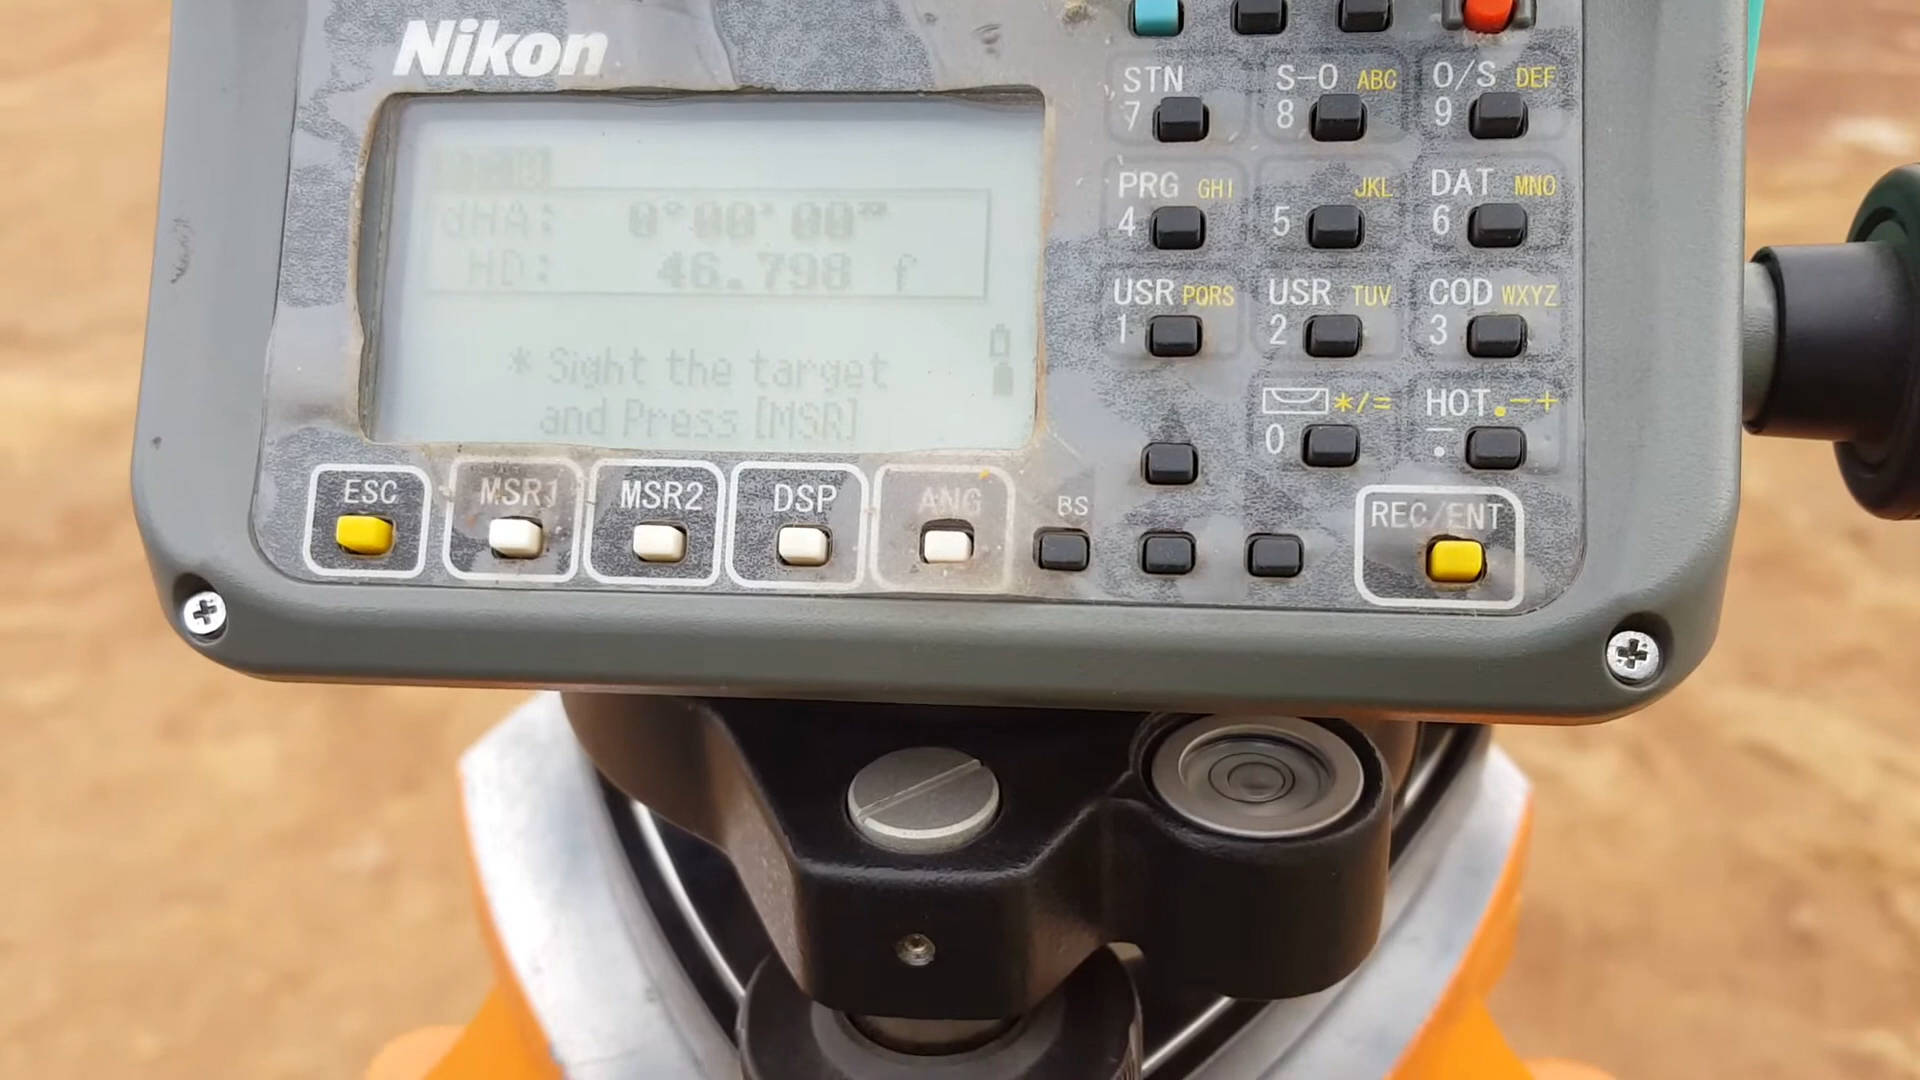 Nikon
dHA: 0°00'00"
HD: 46.798 f
* Sight the target
and Press [MSR]
STN
7
S-O ABC
8
O/S DEF
9
PRG GHI
4
JKL
5
DAT MNO
6
USR PQRS
1
USR TUV
2
COD WXYZ
3
*/=
0
HOT .-+
.
ESC
MSR1
MSR2
DSP
ANG
BS
REC/ENT